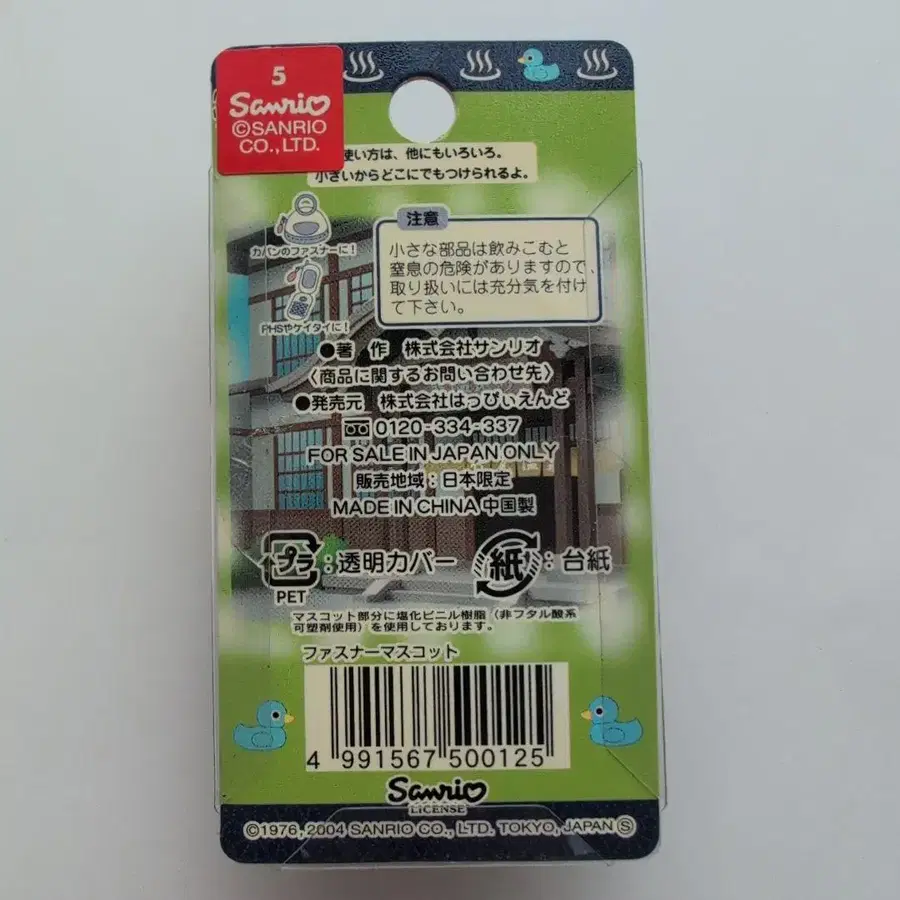 5
Sanrio
©SANRIO
CO., LTD.
使い方は、他にもいろいろ。
小さいからどこにでもつけられるよ。
カバンのファスナーに!
PHSやケイタイに!
注意
小さな部品は飲みこむと
窒息の危険がありますので、
取り扱いには充分気を付け
て下さい。
●著 作 株式会社サンリオ
〈商品に関するお問い合わせ先〉
●発売元 株式会社はっぴぃえんど
0120-334-337
FOR SALE IN JAPAN ONLY
販売地域:日本限定
MADE IN CHINA 中国製
プラ:透明カバー 紙:台紙
PET
マスコット部分に塩化ビニル樹脂(非フタル酸系
可塑剤使用)を使用しております。
ファスナーマスコット
4 991567 500125
Sanrio
LICENSE
©1976, 2004 SANRIO CO., LTD. TOKYO, JAPAN Ⓢ